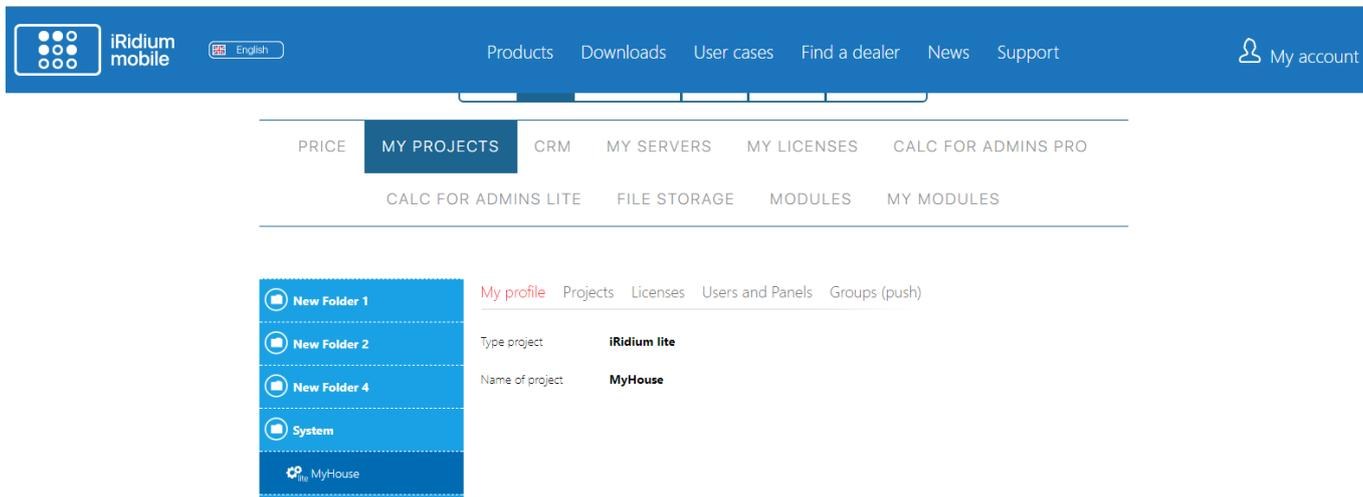 iRidium mobile English Products Downloads User cases Find a dealer News Support My account
PRICE MY PROJECTS CRM MY SERVERS MY LICENSES CALC FOR ADMINS PRO
CALC FOR ADMINS LITE FILE STORAGE MODULES MY MODULES
New Folder 1
New Folder 2
New Folder 4
System
lite MyHouse
My profile Projects Licenses Users and Panels Groups (push)
Type project iRidium lite
Name of project MyHouse